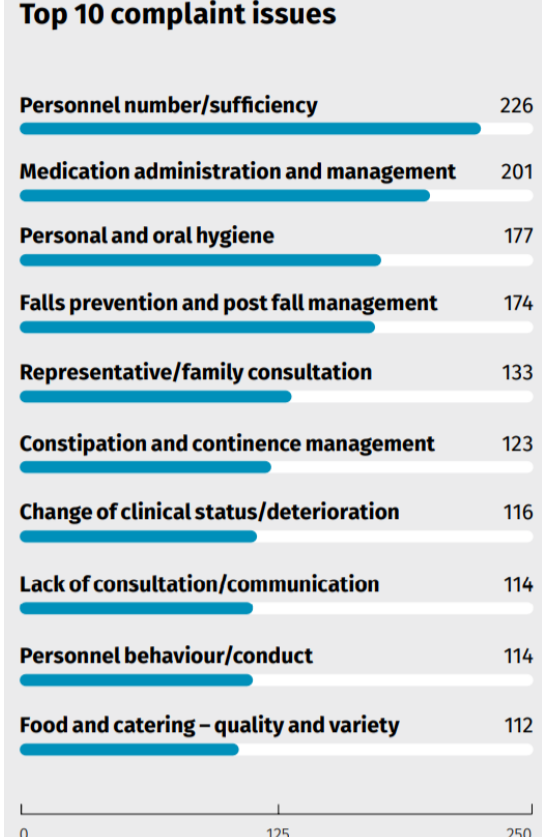 Top 10 complaint issues
Personnel number/sufficiency 226
Medication administration and management 201
Personal and oral hygiene 177
Falls prevention and post fall management 174
Representative/family consultation 133
Constipation and continence management 123
Change of clinical status/deterioration 116
Lack of consultation/communication 114
Personnel behaviour/conduct 114
Food and catering – quality and variety 112
0 125 250